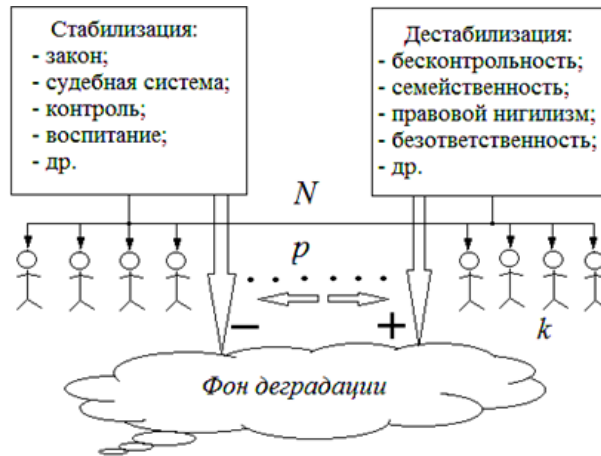 Стабилизация:
- закон;
- судебная система;
- контроль;
- воспитание;
- др.
Дестабилизация:
- бесконтрольность;
- семейственность;
- правовой нигилизм;
- безответственность;
- др.
N
p
− +
k
Фон деградации